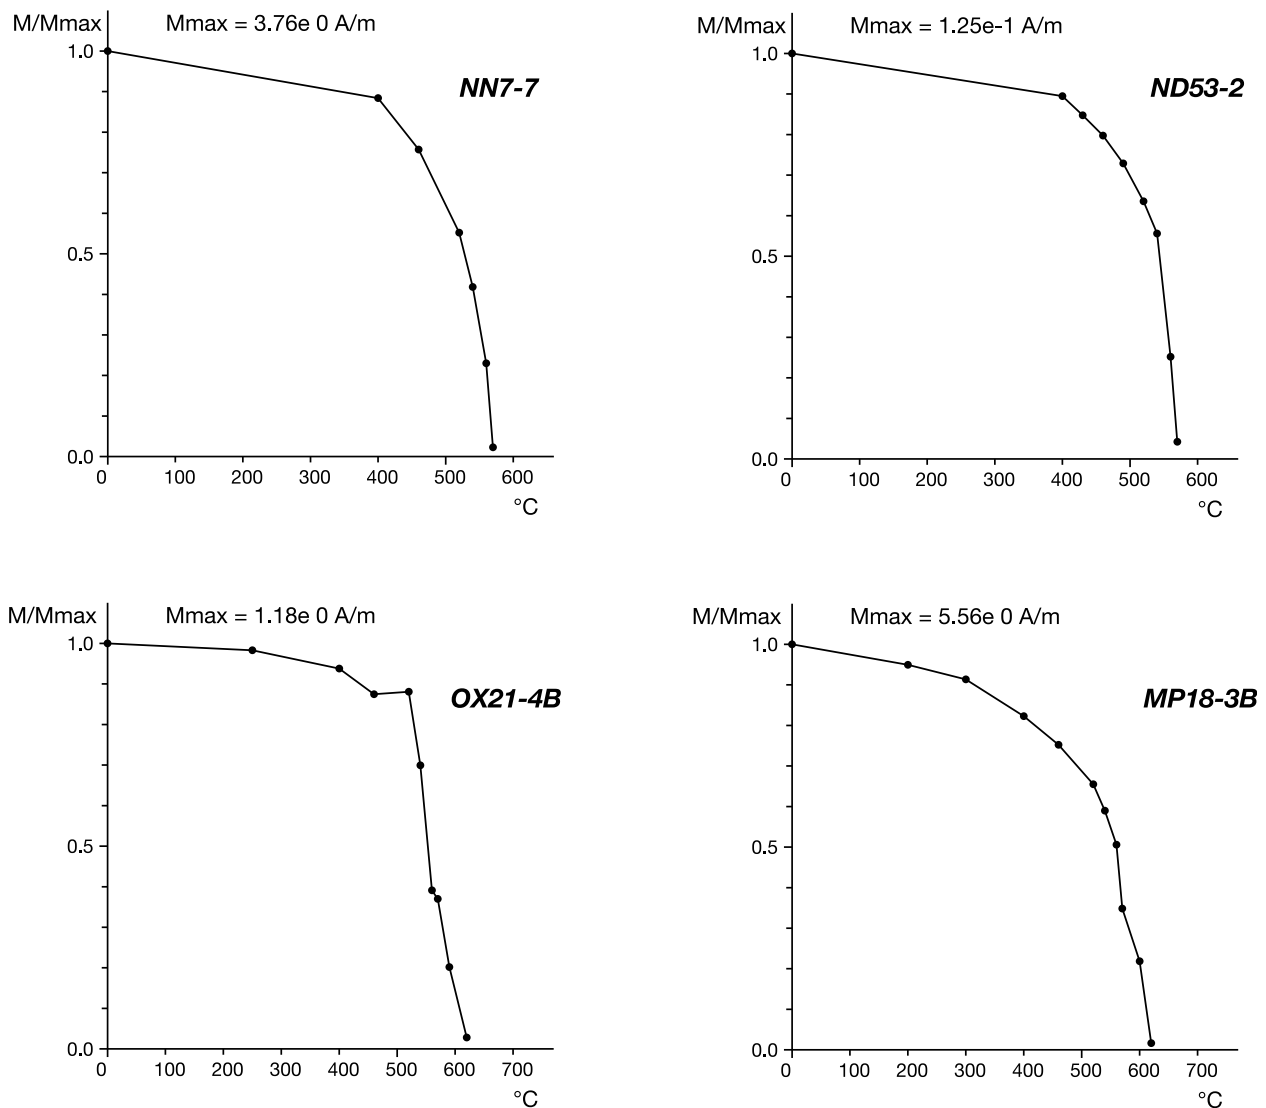 M/Mmax Mmax = 3.76e 0 A/m
1.0
NN7-7
0.5
0.0
0 100 200 300 400 500 600
°C
M/Mmax Mmax = 1.25e-1 A/m
1.0
ND53-2
0.5
0.0
0 100 200 300 400 500 600
°C
M/Mmax Mmax = 1.18e 0 A/m
1.0
OX21-4B
0.5
0.0
0 100 200 300 400 500 600 700
°C
M/Mmax Mmax = 5.56e 0 A/m
1.0
MP18-3B
0.5
0.0
0 100 200 300 400 500 600 700
°C